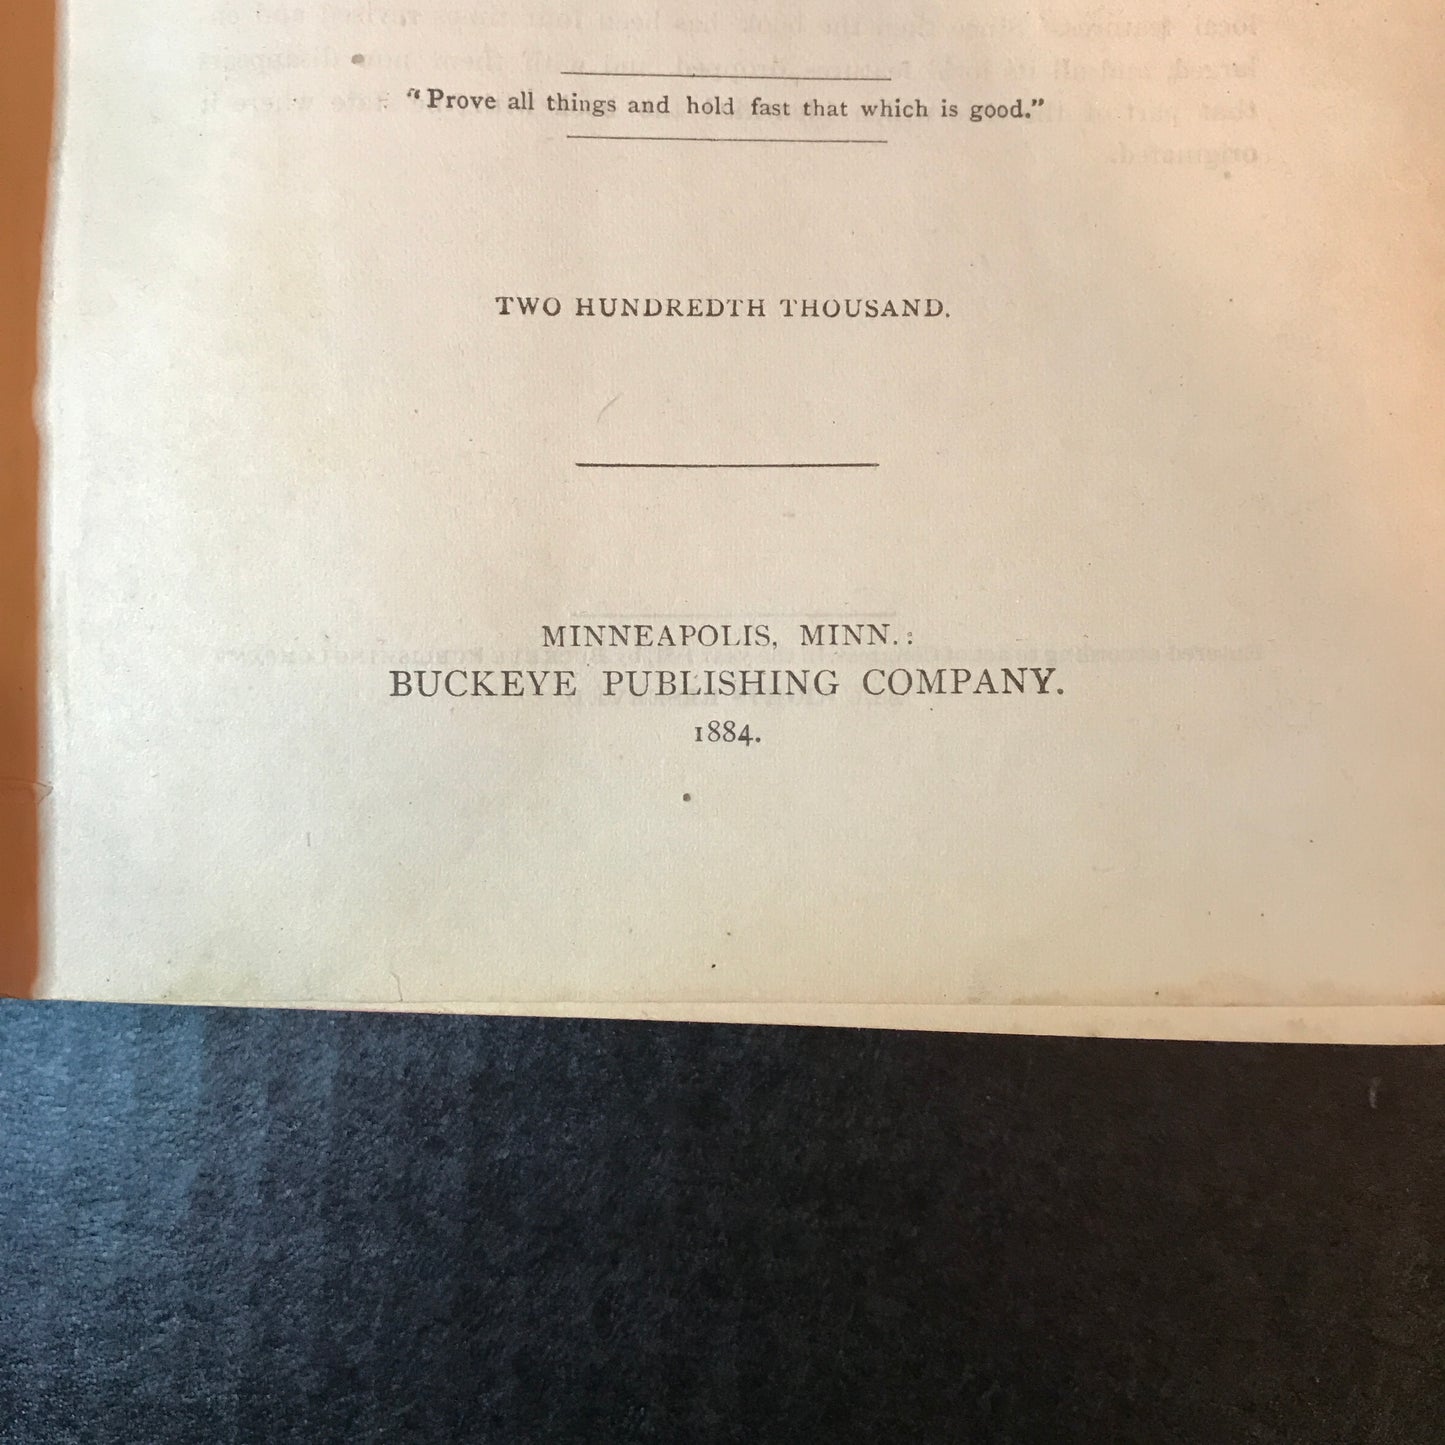 "Prove all things and hold fast that which is good."
TWO HUNDREDTH THOUSAND.
MINNEAPOLIS, MINN.:
BUCKEYE PUBLISHING COMPANY.
1884.